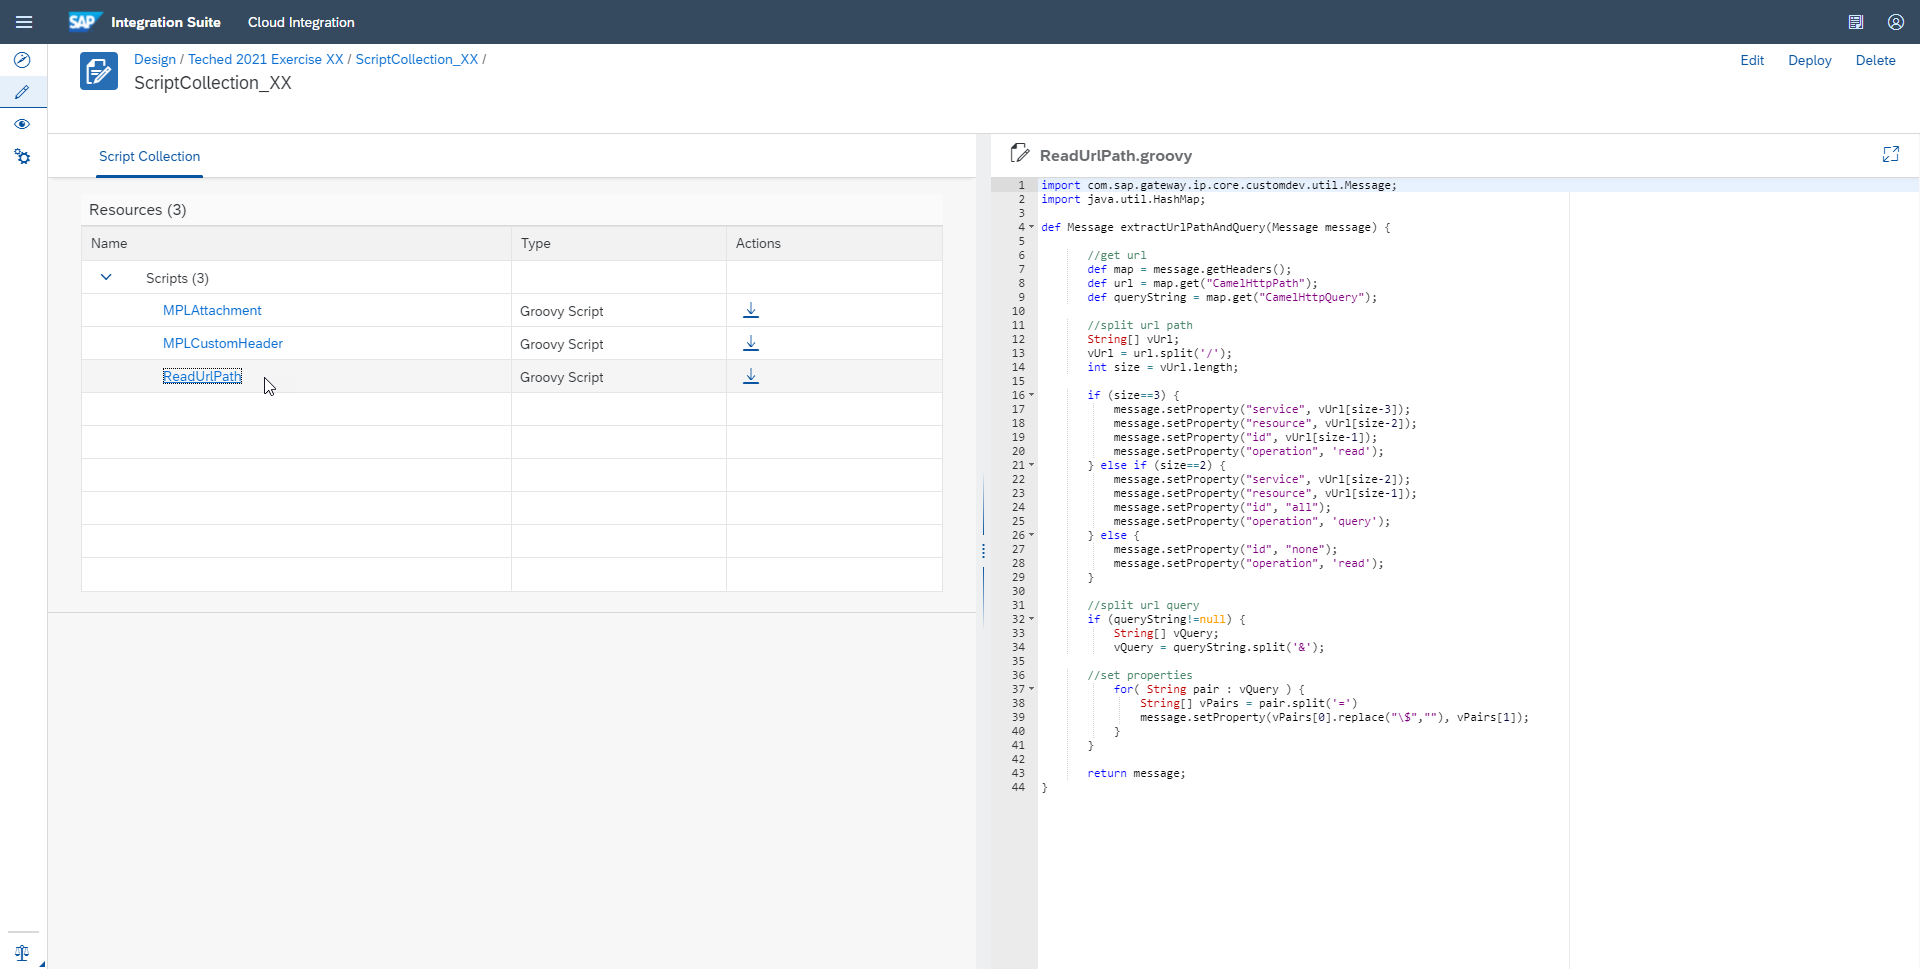 SAP Integration Suite Cloud Integration
Design / Teched 2021 Exercise XX / ScriptCollection_XX /
ScriptCollection_XX
Edit Deploy Delete
Script Collection
Resources (3)
Name Type Actions
Scripts (3)
MPLAttachment Groovy Script
MPLCustomHeader Groovy Script
ReadUrlPath Groovy Script
ReadUrlPath.groovy
1 import com.sap.gateway.ip.core.customdev.util.Message;
2 import java.util.HashMap;
3
4 def Message extractUrlPathAndQuery(Message message) {
5
6 //get url
7 def map = message.getHeaders();
8 def url = map.get("CamelHttpPath");
9 def queryString = map.get("CamelHttpQuery");
10
11 //split url path
12 String[] vUrl;
13 vUrl = url.split('/');
14 int size = vUrl.length;
15
16 if (size==3) {
17 message.setProperty("service", vUrl[size-3]);
18 message.setProperty("resource", vUrl[size-2]);
19 message.setProperty("id", vUrl[size-1]);
20 message.setProperty("operation", 'read');
21 } else if (size==2) {
22 message.setProperty("service", vUrl[size-2]);
23 message.setProperty("resource", vUrl[size-1]);
24 message.setProperty("id", "all");
25 message.setProperty("operation", 'query');
26 } else {
27 message.setProperty("id", "none");
28 message.setProperty("operation", 'read');
29 }
30
31 //split url query
32 if (queryString!=null) {
33 String[] vQuery;
34 vQuery = queryString.split('&');
35
36 //set properties
37 for( String pair : vQuery ) {
38 String[] vPairs = pair.split('=')
39 message.setProperty(vPairs[0].replace("\$",""), vPairs[1]);
40 }
41 }
42
43 return message;
44 }